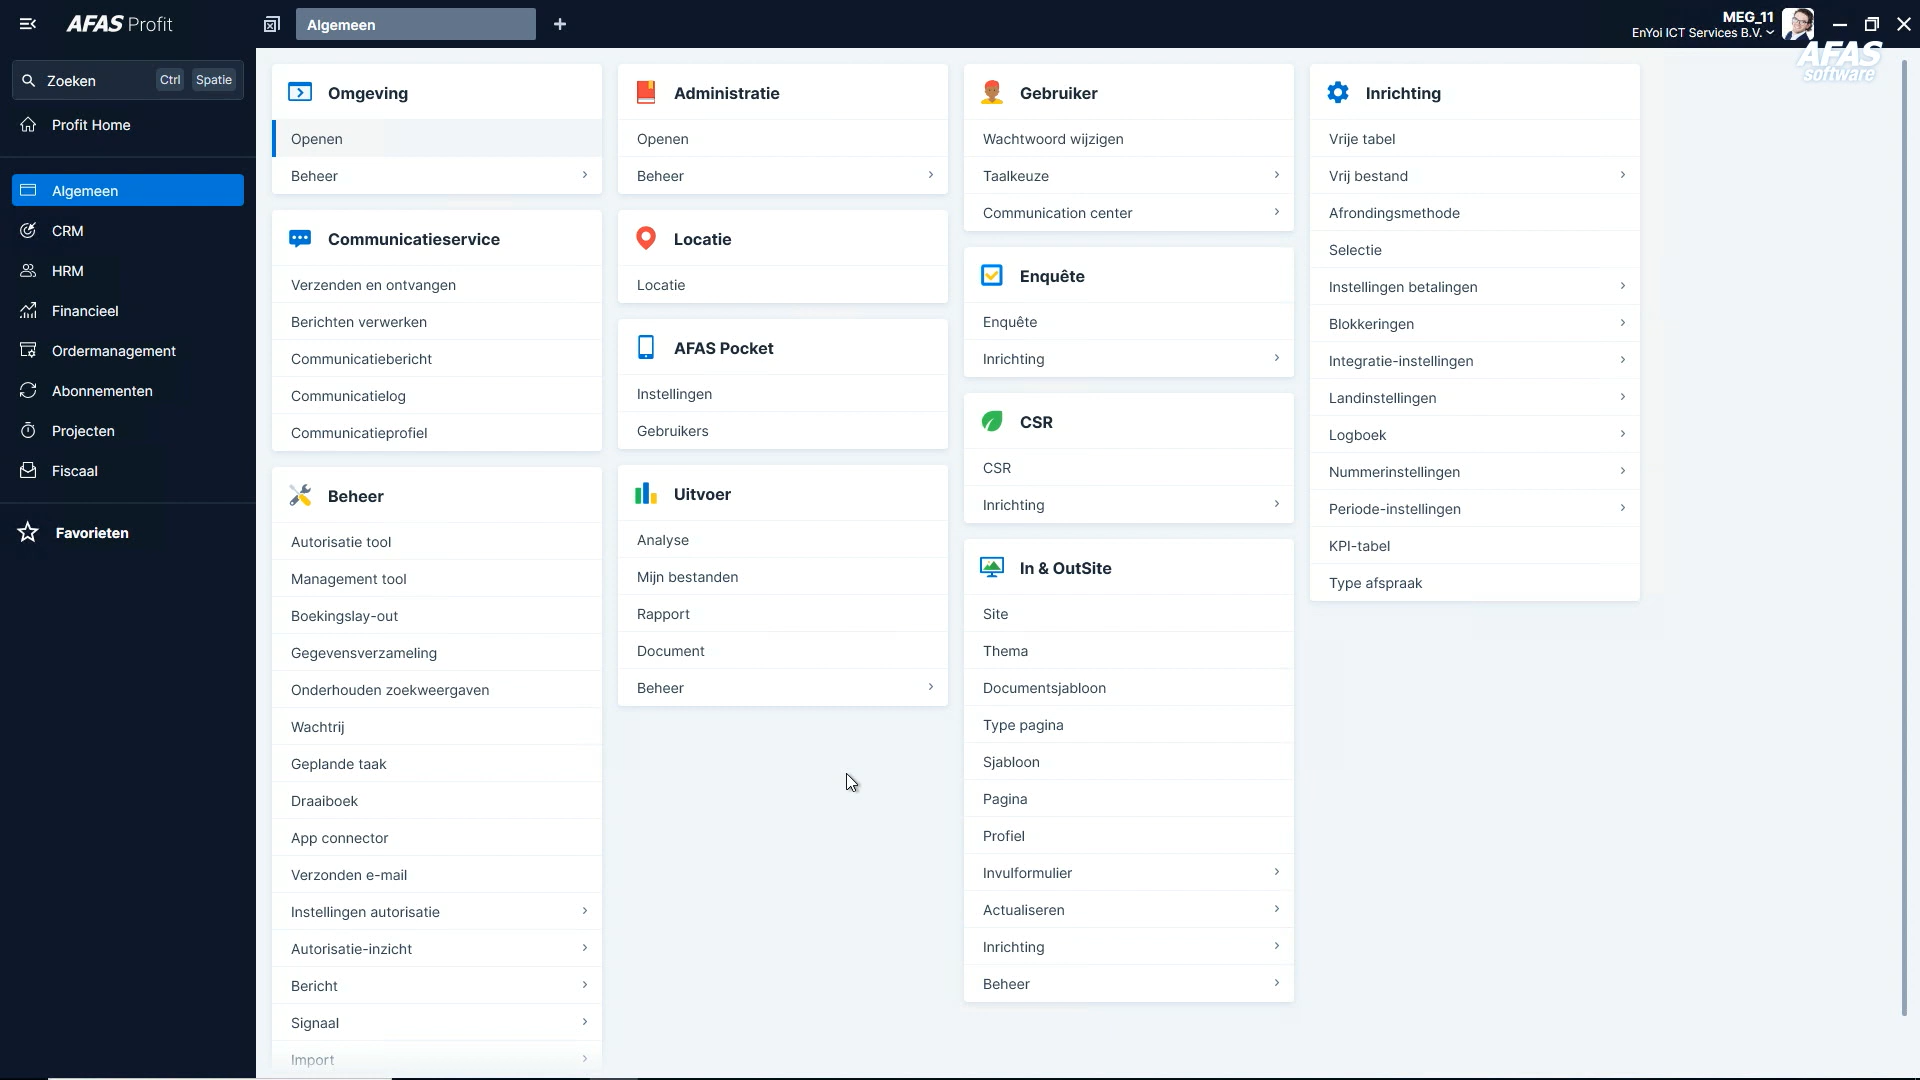 AFAS Profit
Algemeen
MEG_11
EnYoi ICT Services B.V.
AFAS
software
Zoeken Ctrl Spatie
Profit Home
Algemeen
CRM
HRM
Financieel
Ordermanagement
Abonnementen
Projecten
Fiscaal
Favorieten
Omgeving
Openen
Beheer
Communicatieservice
Verzenden en ontvangen
Berichten verwerken
Communicatiebericht
Communicatielog
Communicatieprofiel
Beheer
Autorisatie tool
Management tool
Boekingslay-out
Gegevensverzameling
Onderhouden zoekweergaven
Wachtrij
Geplande taak
Draaiboek
App connector
Verzonden e-mail
Instellingen autorisatie
Autorisatie-inzicht
Bericht
Signaal
Import
Administratie
Openen
Beheer
Locatie
Locatie
AFAS Pocket
Instellingen
Gebruikers
Uitvoer
Analyse
Mijn bestanden
Rapport
Document
Beheer
Gebruiker
Wachtwoord wijzigen
Taalkeuze
Communication center
Enquête
Enquête
Inrichting
CSR
CSR
Inrichting
In & OutSite
Site
Thema
Documentsjabloon
Type pagina
Sjabloon
Pagina
Profiel
Invulformulier
Actualiseren
Inrichting
Beheer
Inrichting
Vrije tabel
Vrij bestand
Afrondingsmethode
Selectie
Instellingen betalingen
Blokkeringen
Integratie-instellingen
Landinstellingen
Logboek
Nummerinstellingen
Periode-instellingen
KPI-tabel
Type afspraak